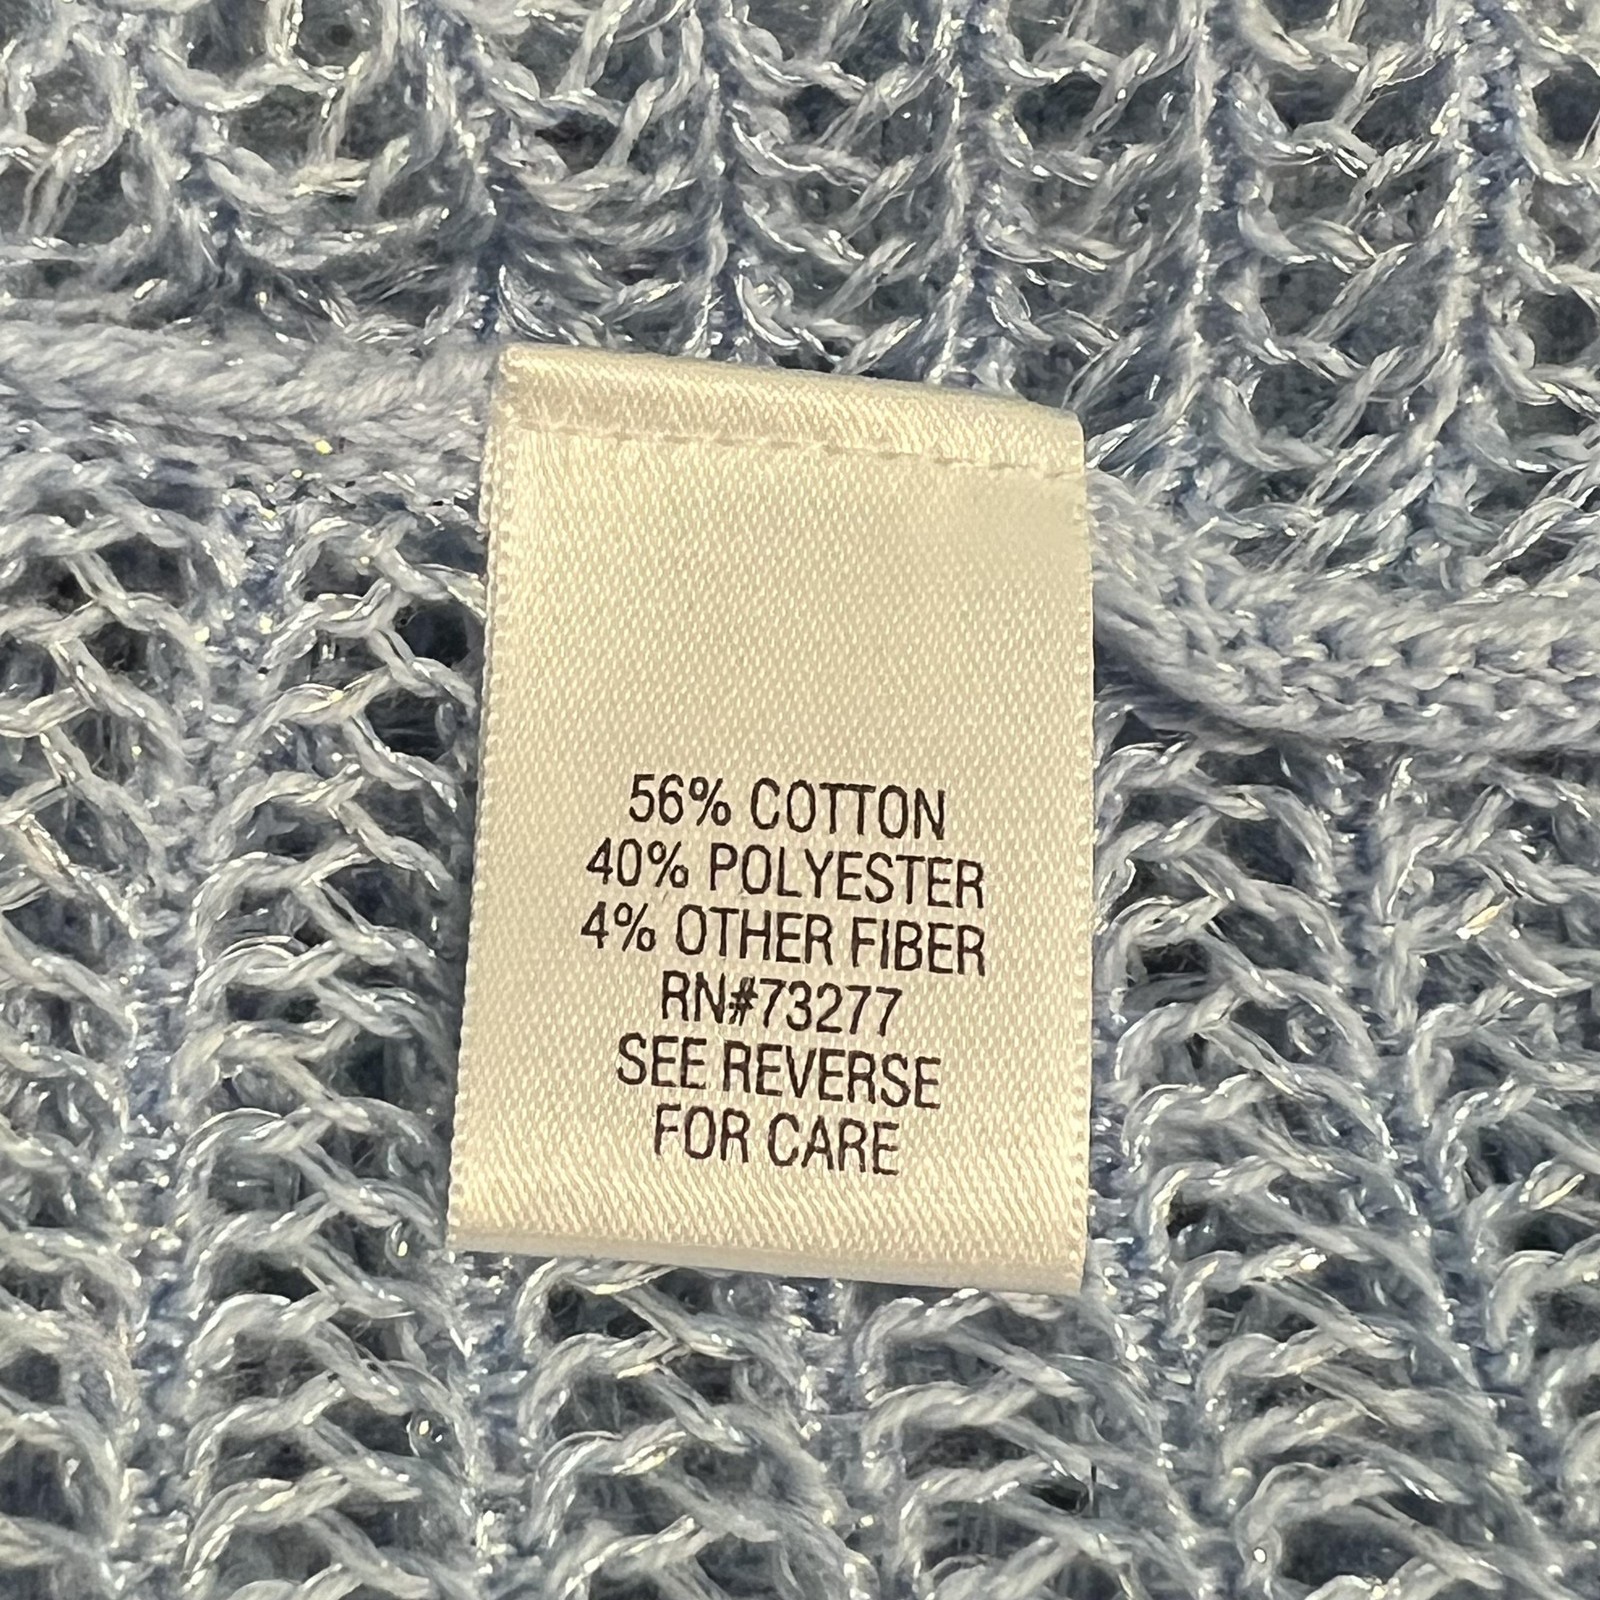 56% COTTON
40% POLYESTER
4% OTHER FIBER
RN#73277
SEE REVERSE
FOR CARE